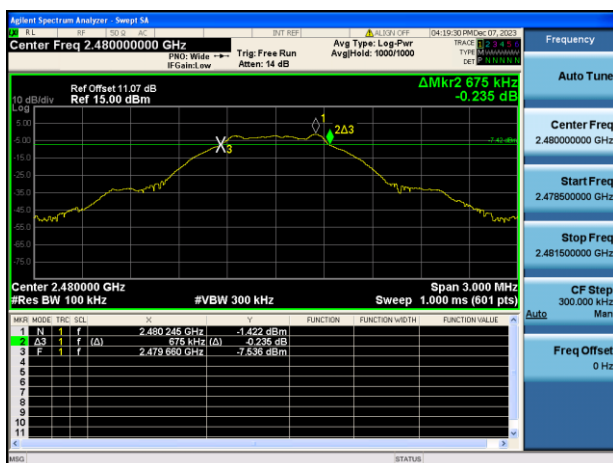 Agilent Spectrum Analyzer - Swept SA
RL RF 50 Ω AC INT REF ALIGN OFF 04:19:30 PM Dec 07, 2023
Center Freq 2.480000000 GHz
PNO: Wide
IFGain:Low
Trig: Free Run
Atten: 14 dB
Avg Type: Log-Pwr
Avg|Hold: 1000/1000
TRACE 1 2 3 4 5 6
TYPE M
DET P N N N N N
Ref Offset 11.07 dB
Ref 15.00 dBm
ΔMkr2 675 kHz
-0.235 dB
10 dB/div
Log
5.00
-5.00
-15.0
-25.0
-35.0
-45.0
-55.0
-65.0
-75.0
1
2Δ3
3
-7.42 dBm
Center 2.480000 GHz
Span 3.000 MHz
#Res BW 100 kHz
#VBW 300 kHz
Sweep 1.000 ms (601 pts)
MKR MODE TRC SCL X Y FUNCTION FUNCTION WIDTH FUNCTION VALUE
1 N 1 f 2.480 245 GHz -1.422 dBm
2 Δ3 1 f (Δ) 675 kHz (Δ) -0.235 dB
3 F 1 f 2.479 660 GHz -7.536 dBm
4
5
6
7
8
9
10
11
MSG
STATUS
Frequency
Auto Tune
Center Freq
2.480000000 GHz
Start Freq
2.478500000 GHz
Stop Freq
2.481500000 GHz
CF Step
300.000 kHz
Auto Man
Freq Offset
0 Hz